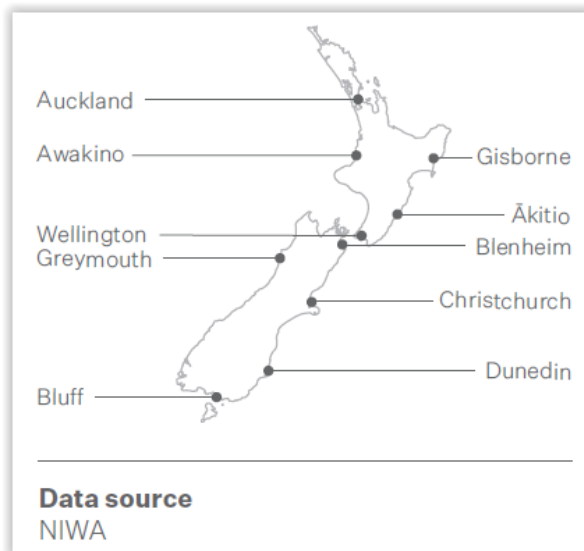 Auckland
Awakino
Gisborne
Ākitio
Wellington
Blenheim
Greymouth
Christchurch
Dunedin
Bluff
Data source
NIWA